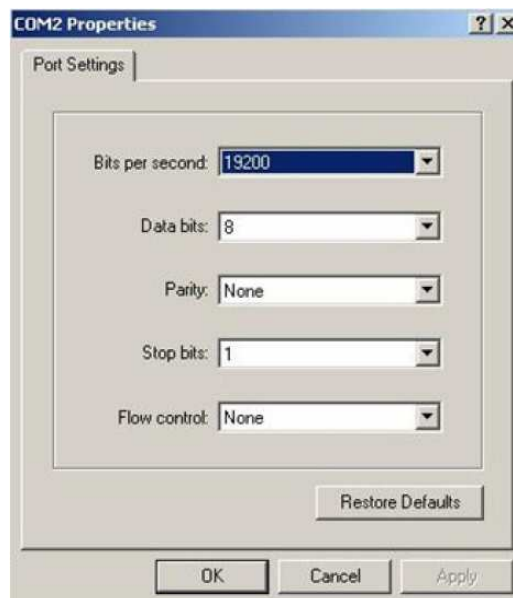 COM2 Properties
Port Settings
Bits per second: 19200
Data bits: 8
Parity: None
Stop bits: 1
Flow control: None
Restore Defaults
OK Cancel Apply